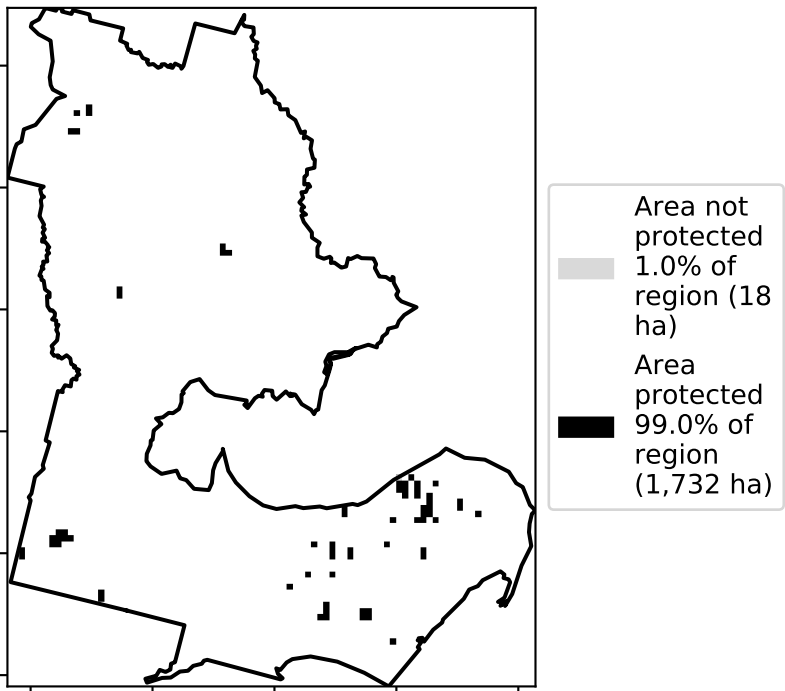 Area not
protected
1.0% of
region (18
ha)
Area
protected
99.0% of
region
(1,732 ha)